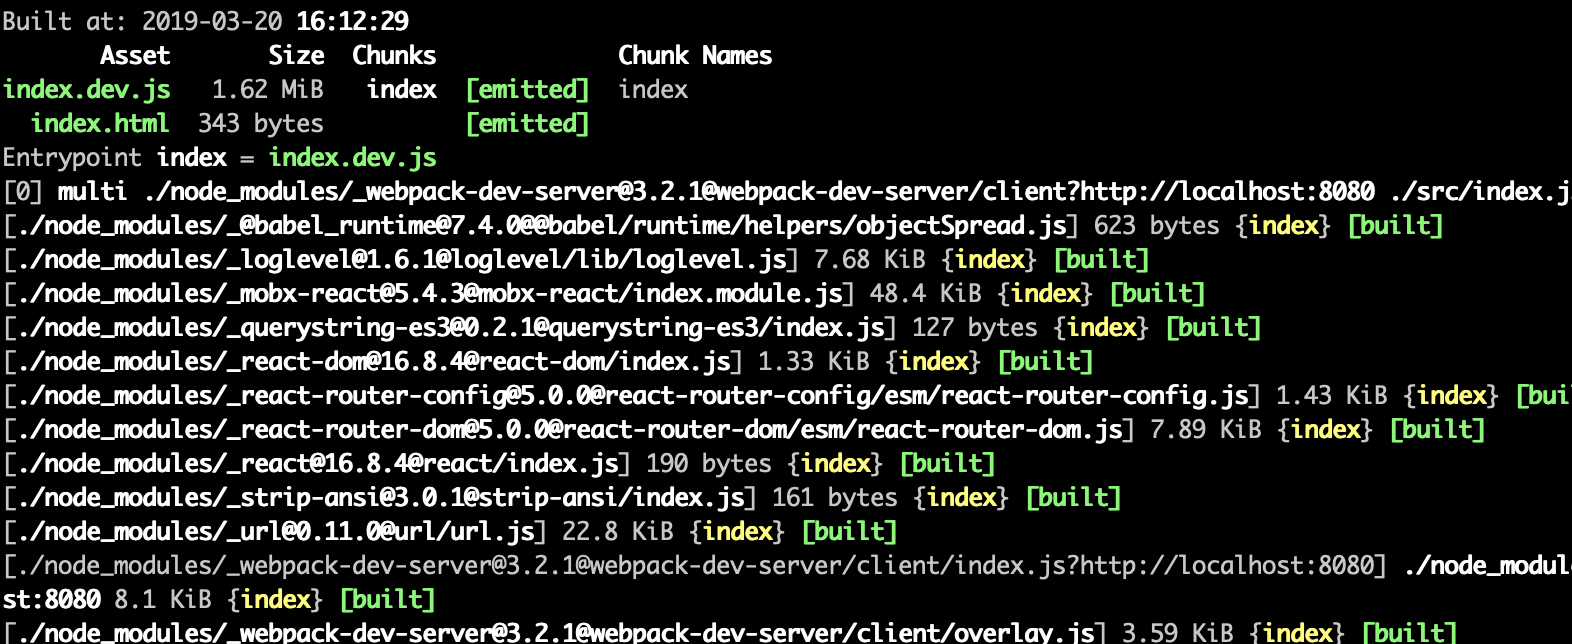 Built at: 2019-03-20 16:12:29
Asset Size Chunks Chunk Names
index.dev.js 1.62 MiB index [emitted] index
index.html 343 bytes [emitted]
Entrypoint index = index.dev.js
[0] multi ./node_modules/_webpack-dev-server@3.2.1@webpack-dev-server/client?http://localhost:8080 ./src/index.js
[./node_modules/_@babel_runtime@7.4.0@@babel/runtime/helpers/objectSpread.js] 623 bytes {index} [built]
[./node_modules/_loglevel@1.6.1@loglevel/lib/loglevel.js] 7.68 KiB {index} [built]
[./node_modules/_mobx-react@5.4.3@mobx-react/index.module.js] 48.4 KiB {index} [built]
[./node_modules/_querystring-es3@0.2.1@querystring-es3/index.js] 127 bytes {index} [built]
[./node_modules/_react-dom@16.8.4@react-dom/index.js] 1.33 KiB {index} [built]
[./node_modules/_react-router-config@5.0.0@react-router-config/esm/react-router-config.js] 1.43 KiB {index} [bui
[./node_modules/_react-router-dom@5.0.0@react-router-dom/esm/react-router-dom.js] 7.89 KiB {index} [built]
[./node_modules/_react@16.8.4@react/index.js] 190 bytes {index} [built]
[./node_modules/_strip-ansi@3.0.1@strip-ansi/index.js] 161 bytes {index} [built]
[./node_modules/_url@0.11.0@url/url.js] 22.8 KiB {index} [built]
[./node_modules/_webpack-dev-server@3.2.1@webpack-dev-server/client/index.js?http://localhost:8080] ./node_modul
st:8080 8.1 KiB {index} [built]
[./node_modules/_webpack-dev-server@3.2.1@webpack-dev-server/client/overlay.js] 3.59 KiB {index} [built]